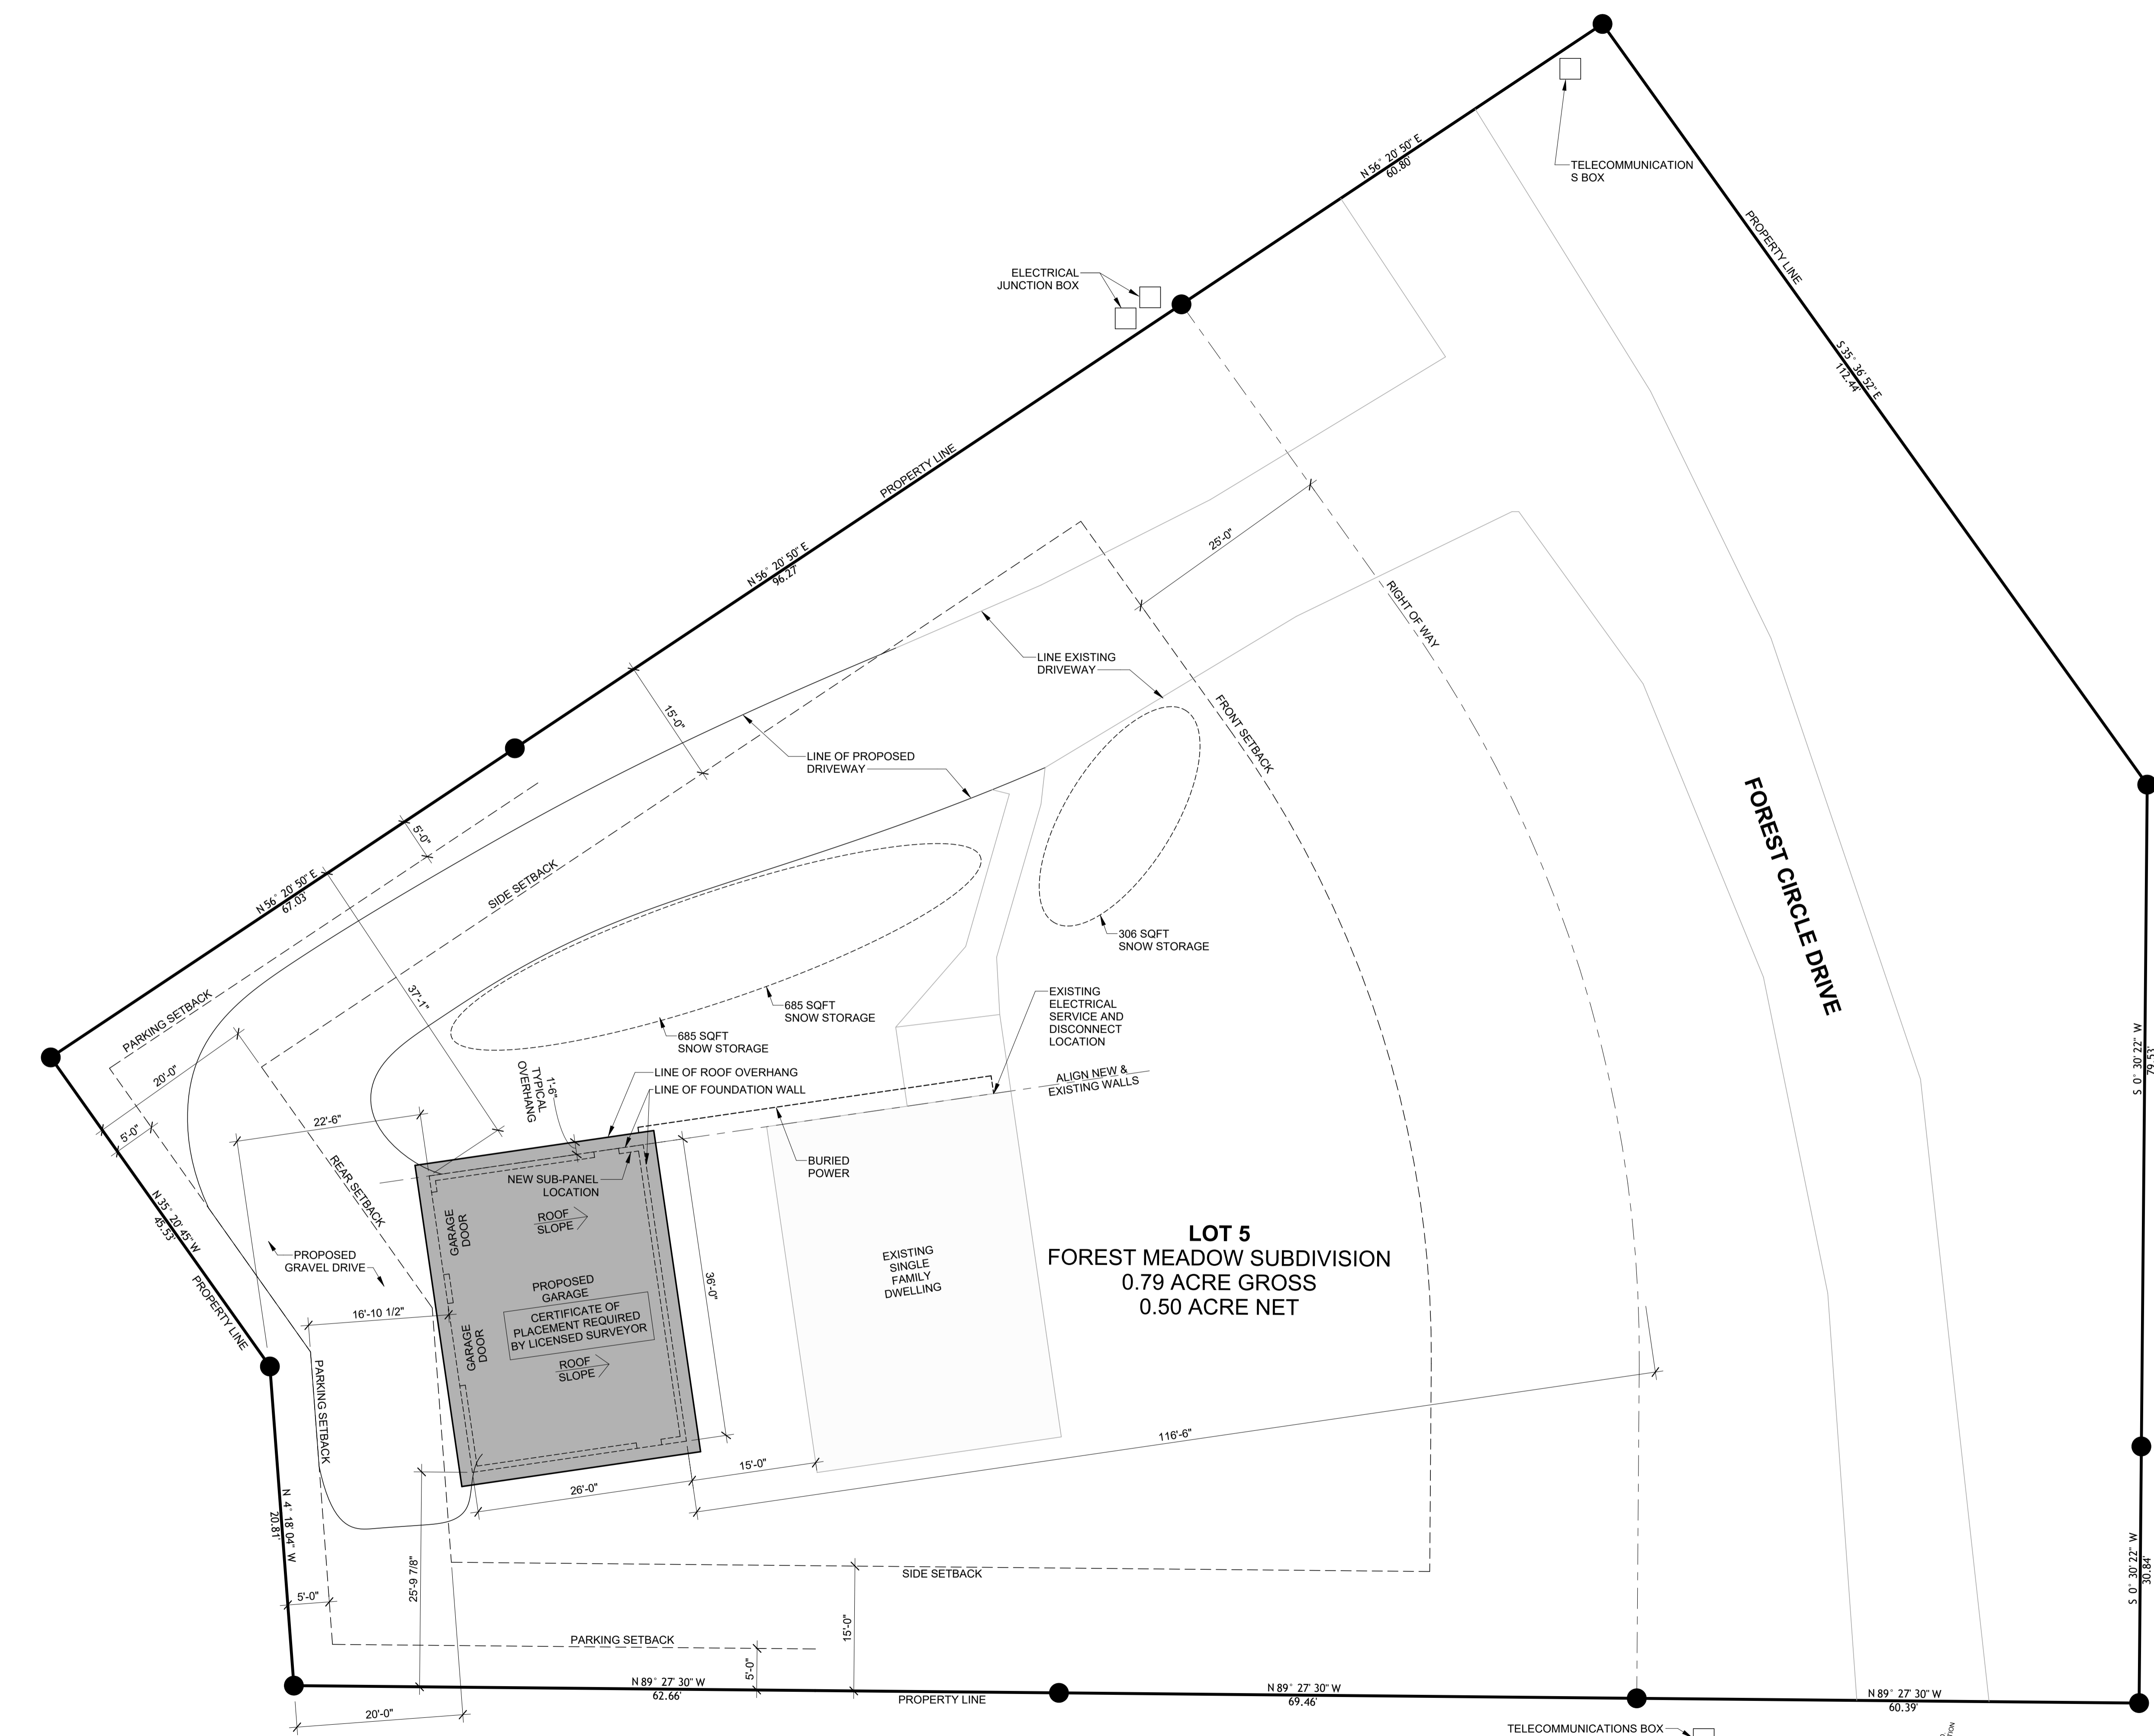 TELECOMMUNICATION
S BOX
N 56° 20' 50" E
60.80'
PROPERTY LINE
ELECTRICAL
JUNCTION BOX
S 35° 36' 52" E
112.44'
PROPERTY LINE
25'-0"
N 56° 20' 50" E
96.27'
RIGHT OF WAY
LINE EXISTING
DRIVEWAY
15'-0"
FRONT SETBACK
LINE OF PROPOSED
DRIVEWAY
FOREST CIRCLE DRIVE
5'-0"
SIDE SETBACK
N 56° 20' 50" E
67.03'
306 SQFT
SNOW STORAGE
37'-1"
PARKING SETBACK
685 SQFT
SNOW STORAGE
685 SQFT
SNOW STORAGE
EXISTING
ELECTRICAL
SERVICE AND
DISCONNECT
LOCATION
S 0° 30' 22" W
79.53'
20'-0"
1'-6"
TYPICAL
OVERHANG
LINE OF ROOF OVERHANG
LINE OF FOUNDATION WALL
ALIGN NEW &
EXISTING WALLS
5'-0"
22'-6"
BURIED
POWER
REAR SETBACK
NEW SUB-PANEL
LOCATION
N 35° 20' 45" W
45.53'
PROPERTY LINE
GARAGE
DOOR
ROOF
SLOPE
PROPOSED
GRAVEL DRIVE
LOT 5
FOREST MEADOW SUBDIVISION
0.79 ACRE GROSS
0.50 ACRE NET
EXISTING
SINGLE
FAMILY
DWELLING
36'-0"
PROPOSED
GARAGE
CERTIFICATE OF
PLACEMENT REQUIRED
BY LICENSED SURVEYOR
16'-10 1/2"
GARAGE
DOOR
ROOF
SLOPE
PARKING SETBACK
116'-6"
15'-0"
26'-0"
N 4° 18' 04" W
20.81'
25'-9 7/8"
SIDE SETBACK
S 0° 30' 22" W
30.84'
5'-0"
15'-0"
PARKING SETBACK
5'-0"
N 89° 27' 30" W
62.66'
PROPERTY LINE
N 89° 27' 30" W
69.46'
N 89° 27' 30" W
60.39'
20'-0"
TELECOMMUNICATIONS BOX